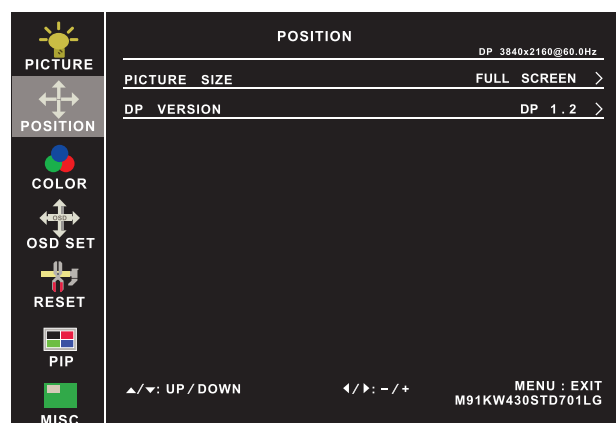 PICTURE
POSITION
COLOR
OSD
OSD SET
RESET
PIP
MISC
POSITION
DP 3840x2160@60.0Hz
PICTURE SIZE FULL SCREEN >
DP VERSION DP 1.2 >
▲/▼: UP/DOWN ◀/▶: -/+ MENU : EXIT
M91KW430STD701LG